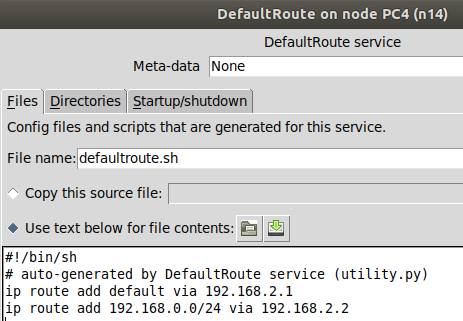 DefaultRoute on node PC4 (n14)
DefaultRoute service
Meta-data None
Files Directories Startup/shutdown
Config files and scripts that are generated for this service.
File name: defaultroute.sh
Copy this source file:
Use text below for file contents:
#!/bin/sh
# auto-generated by DefaultRoute service (utility.py)
ip route add default via 192.168.2.1
ip route add 192.168.0.0/24 via 192.168.2.2